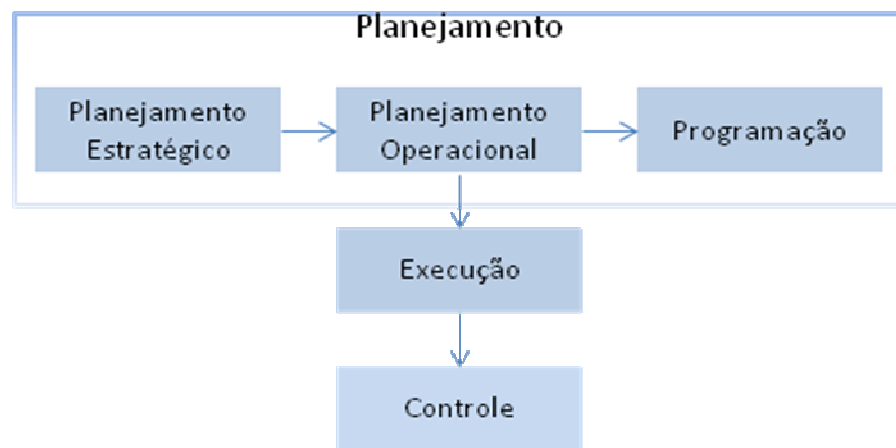 Planejamento
Planejamento
Estratégico
Planejamento
Operacional
Programação
Execução
Controle